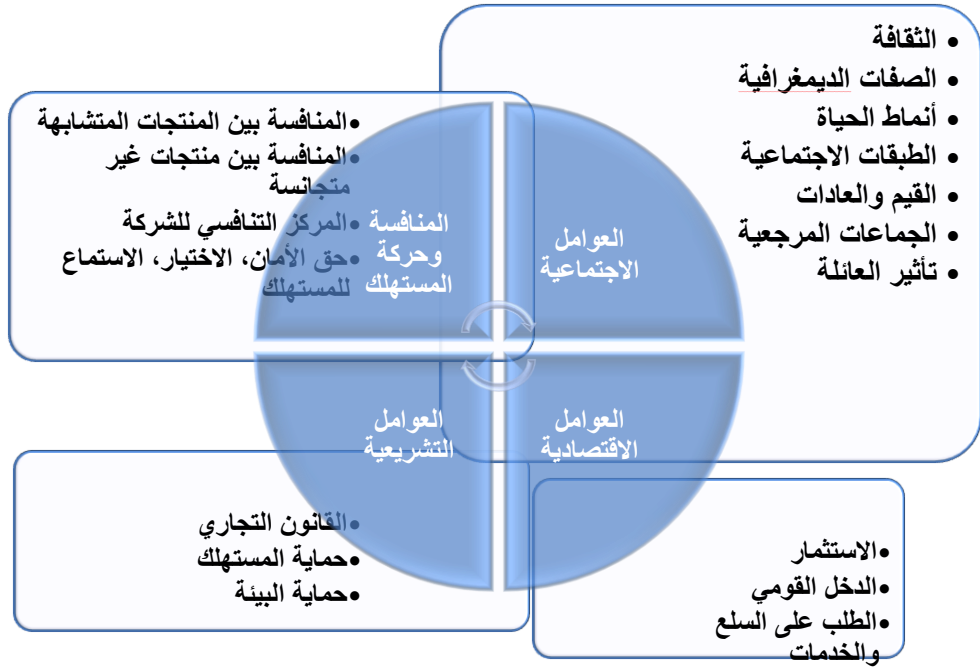 الثقافة
الصفات الديمغرافية
أنماط الحياة
الطبقات الاجتماعية
القيم والعادات
الجماعات المرجعية
تأثير العائلة
العوامل
الاجتماعية
المنافسة بين المنتجات المتشابهة
المنافسة بين منتجات غير
متجانسة
المركز التنافسي للشركة
حق الأمان، الاختيار، الاستماع
للمستهلك
المنافسة
وحركة
المستهلك
العوامل
الاقتصادية
الاستثمار
الدخل القومي
الطلب على السلع
والخدمات
العوامل
التشريعية
القانون التجاري
حماية المستهلك
حماية البيئة